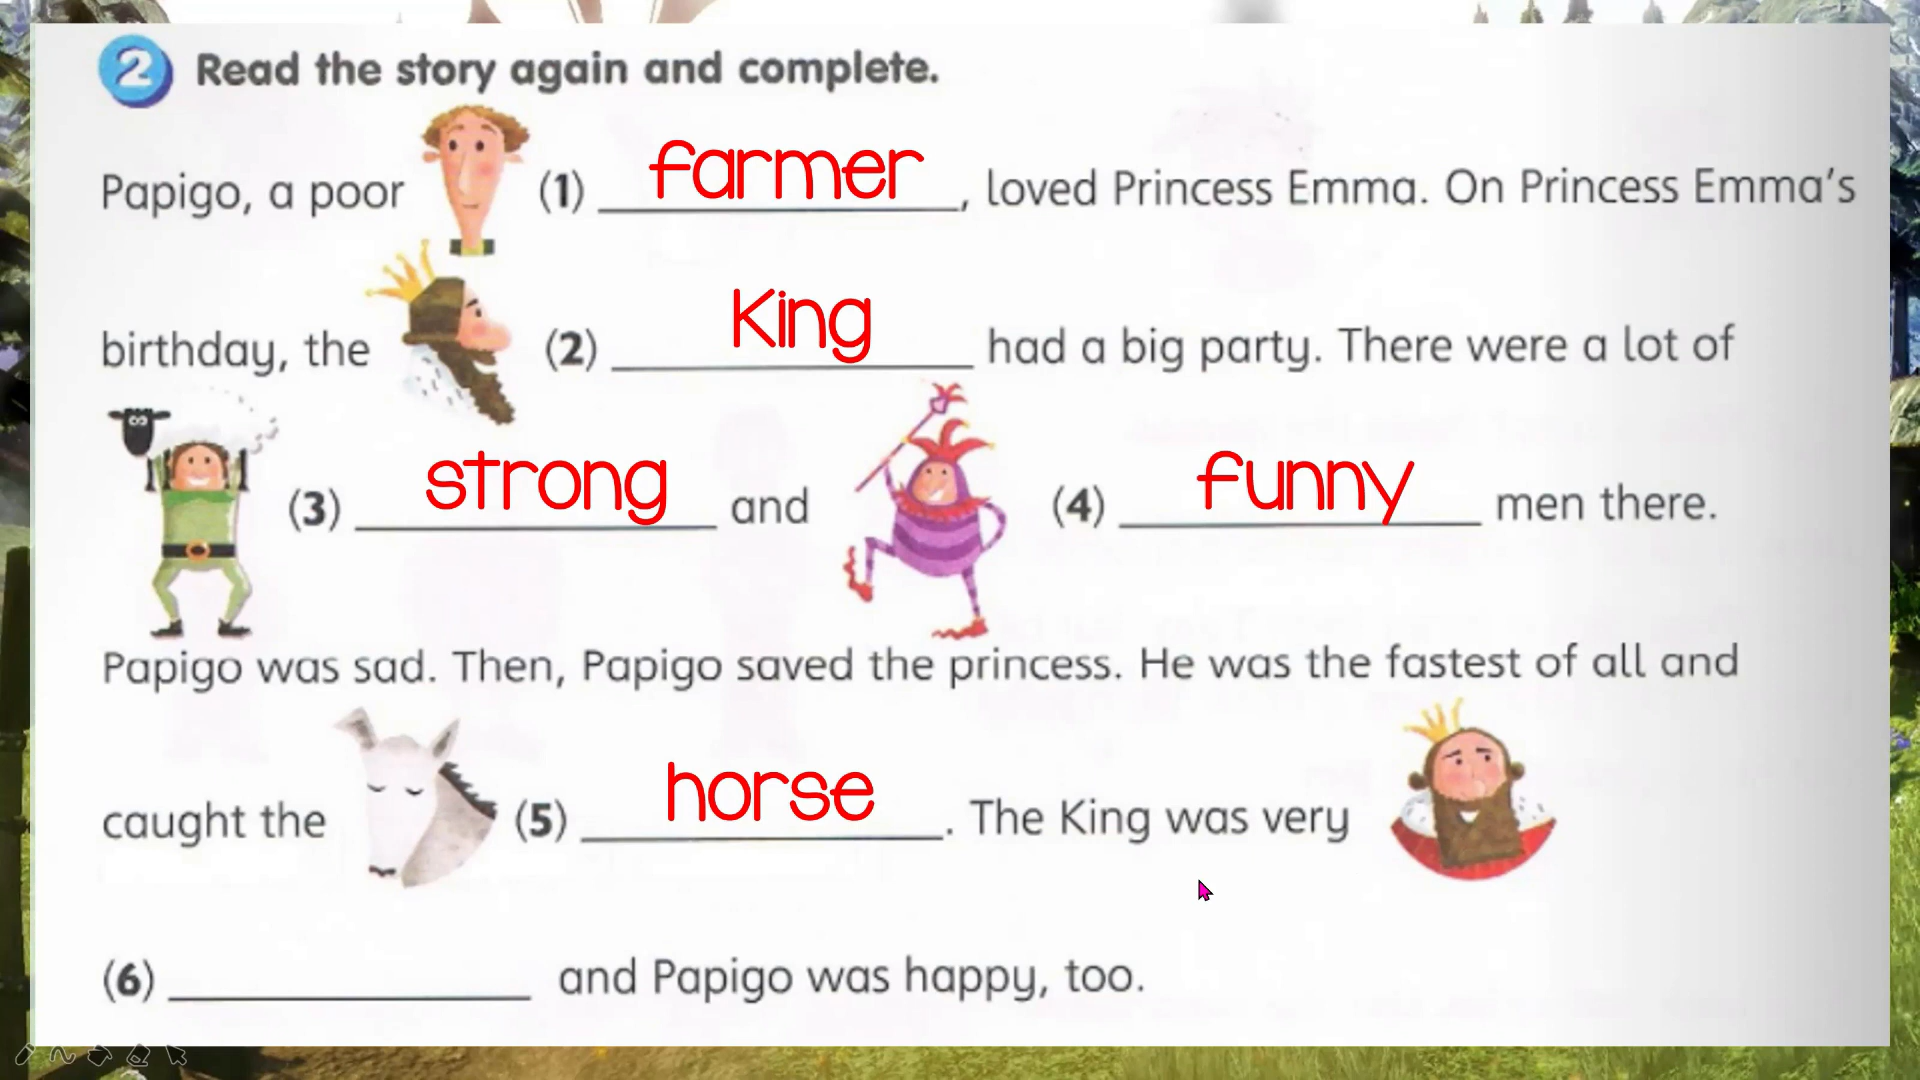 2 Read the story again and complete.
Papigo, a poor (1) farmer, loved Princess Emma. On Princess Emma's
birthday, the (2) King had a big party. There were a lot of
(3) strong and (4) funny men there.
Papigo was sad. Then, Papigo saved the princess. He was the fastest of all and
caught the (5) horse. The King was very
(6) ____________ and Papigo was happy, too.